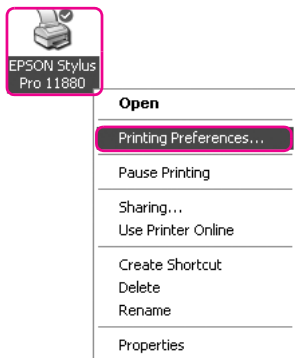 EPSON Stylus
Pro 11880
Open
Printing Preferences...
Pause Printing
Sharing...
Use Printer Online
Create Shortcut
Delete
Rename
Properties